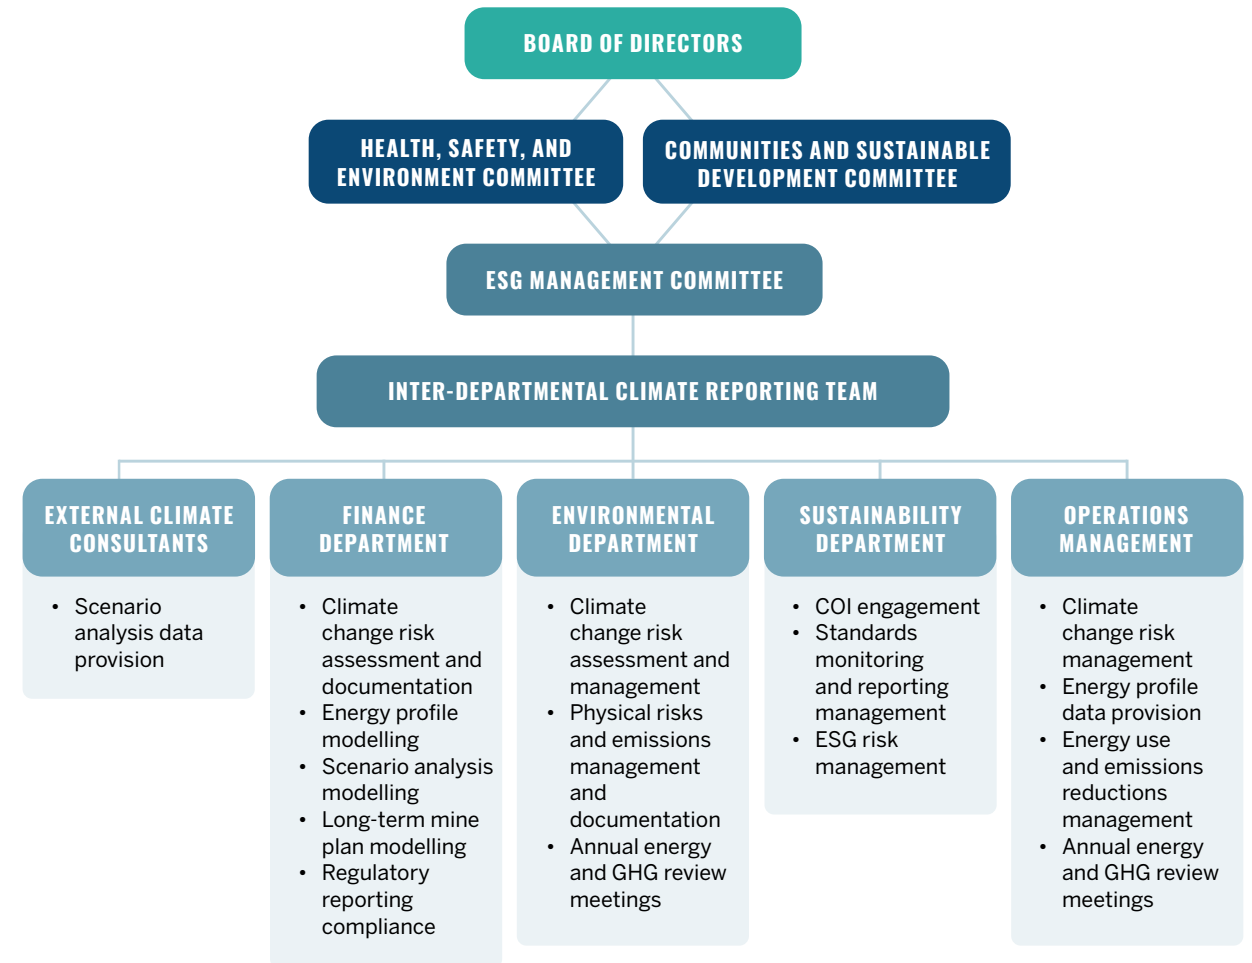 BOARD OF DIRECTORS
HEALTH, SAFETY, AND
ENVIRONMENT COMMITTEE
COMMUNITIES AND SUSTAINABLE
DEVELOPMENT COMMITTEE
ESG MANAGEMENT COMMITTEE
INTER-DEPARTMENTAL CLIMATE REPORTING TEAM
EXTERNAL CLIMATE
CONSULTANTS
• Scenario
analysis data
provision
FINANCE
DEPARTMENT
• Climate
change risk
assessment and
documentation
• Energy profile
modelling
• Scenario analysis
modelling
• Long-term mine
plan modelling
• Regulatory
reporting
compliance
ENVIRONMENTAL
DEPARTMENT
• Climate
change risk
assessment and
management
• Physical risks
and emissions
management
and
documentation
• Annual energy
and GHG review
meetings
SUSTAINABILITY
DEPARTMENT
• COI engagement
• Standards
monitoring
and reporting
management
• ESG risk
management
OPERATIONS
MANAGEMENT
• Climate
change risk
management
• Energy profile
data provision
• Energy use
and emissions
reductions
management
• Annual energy
and GHG review
meetings